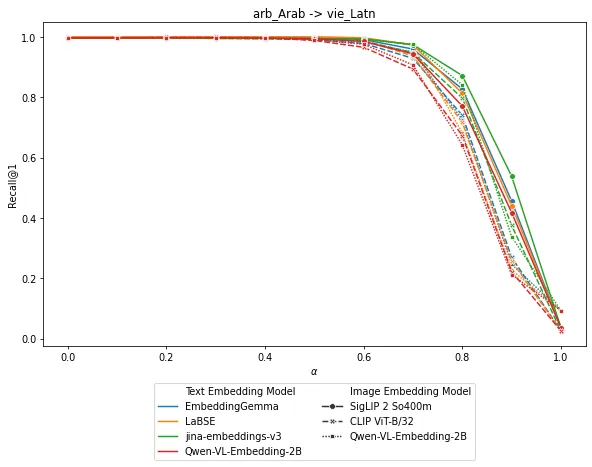 arb_Arab -> vie_Latn
Recall@1
1.0
0.8
0.6
0.4
0.2
0.0
0.0 0.2 0.4 0.6 0.8 1.0
α
Text Embedding Model Image Embedding Model
EmbeddingGemma SigLIP 2 So400m
LaBSE CLIP ViT-B/32
jina-embeddings-v3 Qwen-VL-Embedding-2B
Qwen-VL-Embedding-2B